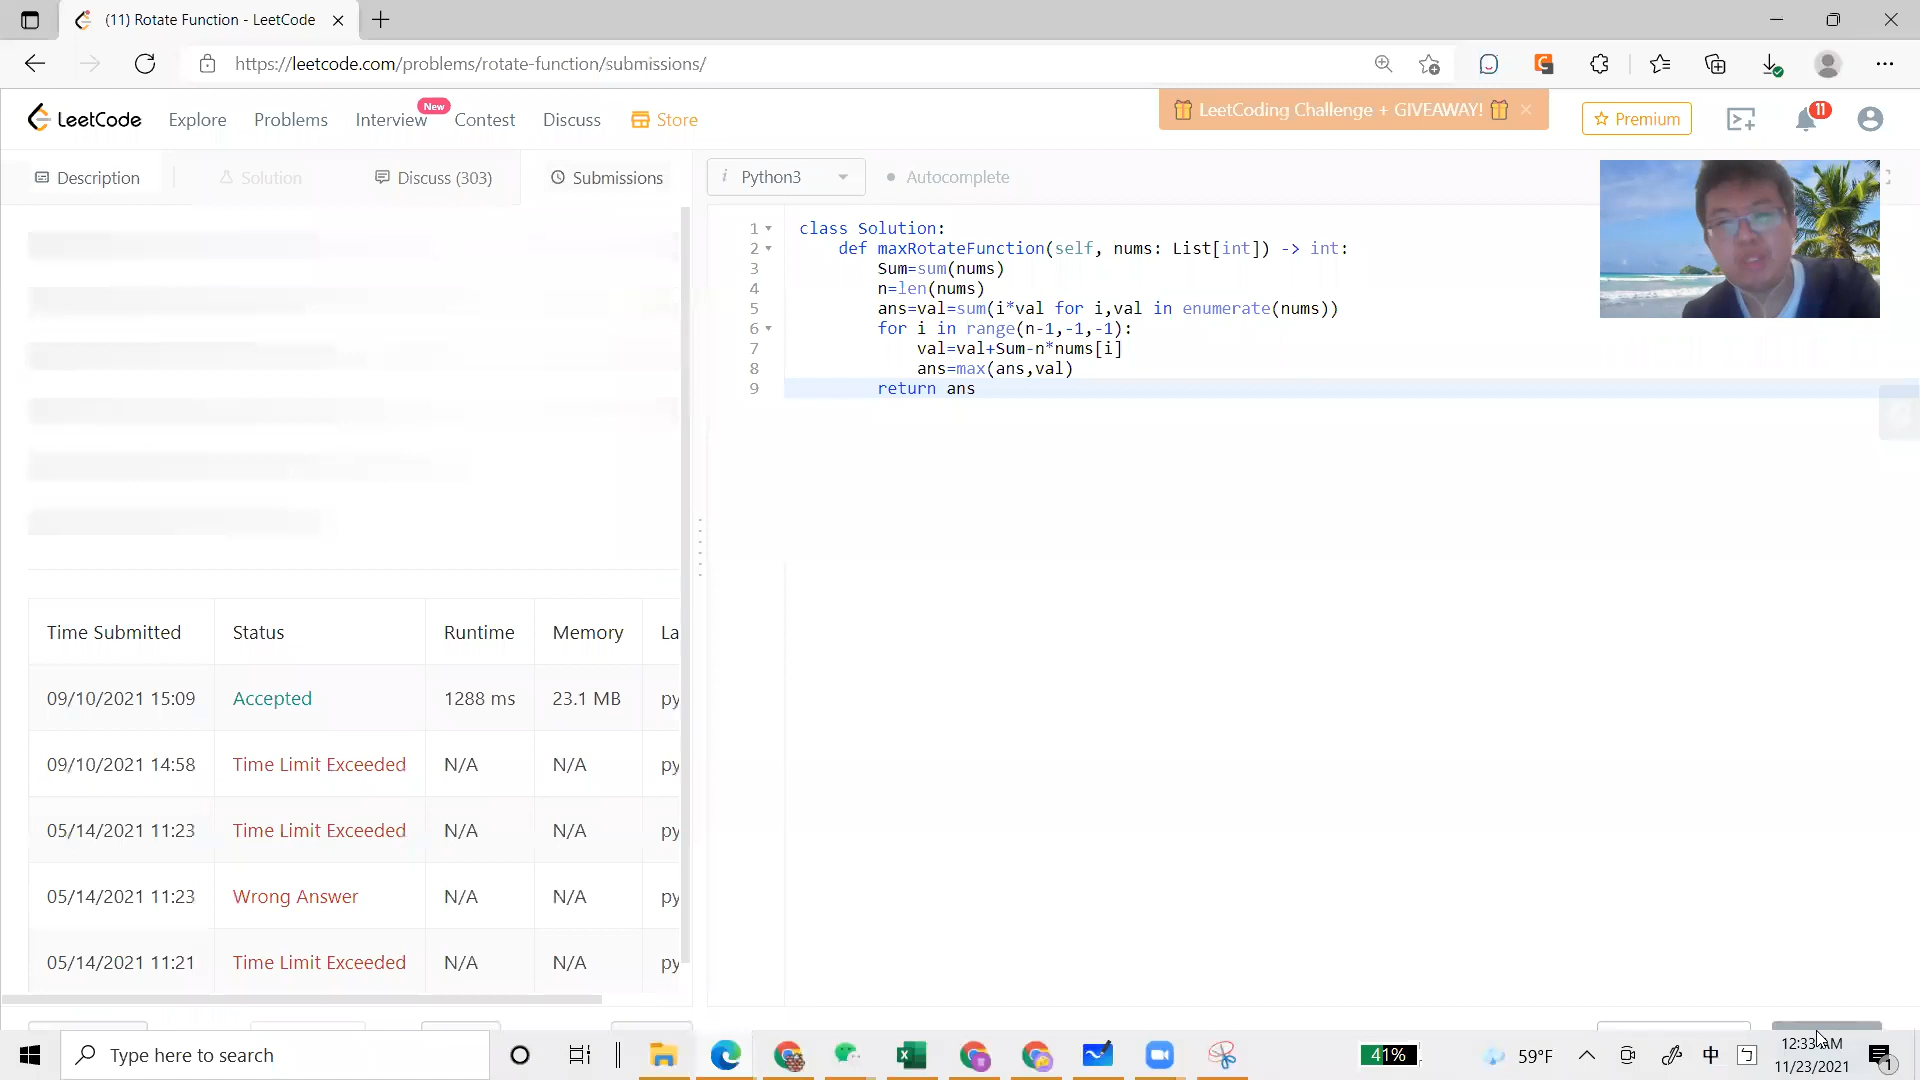 (11) Rotate Function - LeetCode
https://leetcode.com/problems/rotate-function/submissions/
LeetCode Explore Problems Interview New Contest Discuss Store
LeetCoding Challenge + GIVEAWAY!
Premium
11
Description Solution Discuss (303) Submissions
i Python3 Autocomplete
1 class Solution:
2 def maxRotateFunction(self, nums: List[int]) -> int:
3 Sum=sum(nums)
4 n=len(nums)
5 ans=val=sum(i*val for i,val in enumerate(nums))
6 for i in range(n-1,-1,-1):
7 val=val+Sum-n*nums[i]
8 ans=max(ans,val)
9 return ans
Time Submitted Status Runtime Memory La
09/10/2021 15:09 Accepted 1288 ms 23.1 MB py
09/10/2021 14:58 Time Limit Exceeded N/A N/A py
05/14/2021 11:23 Time Limit Exceeded N/A N/A py
05/14/2021 11:23 Wrong Answer N/A N/A py
05/14/2021 11:21 Time Limit Exceeded N/A N/A py
Type here to search
41%
59°F
中
12:33 AM
11/23/2021
1